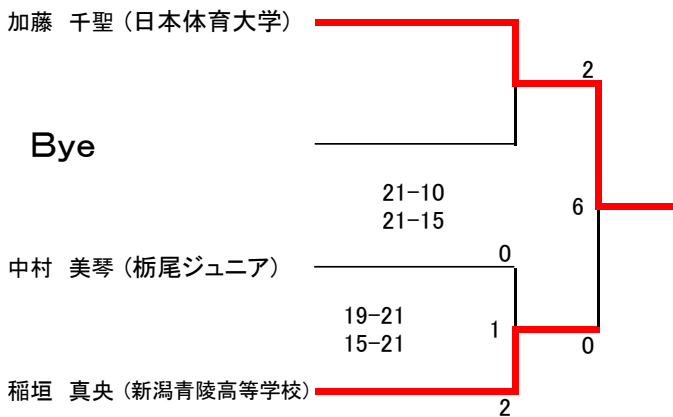 加藤　千聖（日本体育大学）
2
Bye
21-10
21-15
6
0
中村　美琴（栃尾ジュニア）
19-21
15-21
1
0
稲垣　真央（新潟青陵高等学校）
2